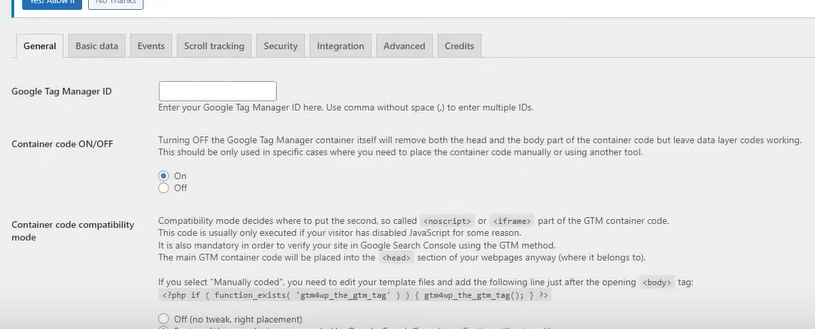 Yes! Allow it No Thanks
General Basic data Events Scroll tracking Security Integration Advanced Credits
Google Tag Manager ID
Enter your Google Tag Manager ID here. Use comma without space (,) to enter multiple IDs.
Container code ON/OFF
Turning OFF the Google Tag Manager container itself will remove both the head and the body part of the container code but leave data layer codes working.
This should be only used in specific cases where you need to place the container code manually or using another tool.
On
Off
Container code compatibility
mode
Compatibility mode decides where to put the second, so called <noscript> or <iframe> part of the GTM container code.
This code is usually only executed if your visitor has disabled JavaScript for some reason.
It is also mandatory in order to verify your site in Google Search Console using the GTM method.
The main GTM container code will be placed into the <head> section of your webpages anyway (where it belongs to).
If you select "Manually coded", you need to edit your template files and add the following line just after the opening <body> tag:
<?php if ( function_exists( 'gtm4wp_the_gtm_tag' ) ) { gtm4wp_the_gtm_tag(); } ?>
Off (no tweak, right placement)